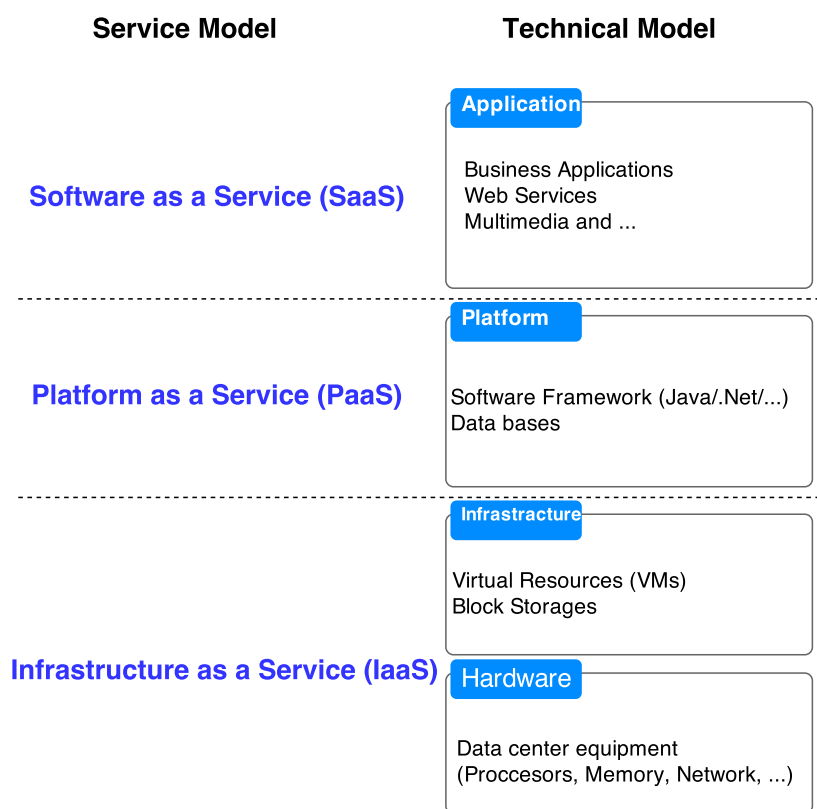 Service Model
Technical Model
Application
Software as a Service (SaaS)
Business Applications
Web Services
Multimedia and ...
Platform
Platform as a Service (PaaS)
Software Framework (Java/.Net/...)
Data bases
Infrastracture
Virtual Resources (VMs)
Block Storages
Infrastructure as a Service (IaaS)
Hardware
Data center equipment
(Proccesors, Memory, Network, ...)